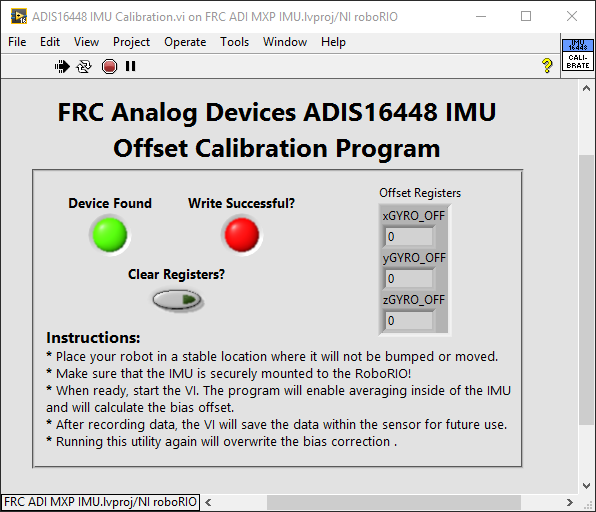 ADIS16448 IMU Calibration.vi on FRC ADI MXP IMU.lvproj/NI roboRIO
File Edit View Project Operate Tools Window Help
IMU
16448
CALI-
BRATE
FRC Analog Devices ADIS16448 IMU
Offset Calibration Program
Device Found
Write Successful?
Clear Registers?
Offset Registers
xGYRO_OFF
0
yGYRO_OFF
0
zGYRO_OFF
0
Instructions:
* Place your robot in a stable location where it will not be bumped or moved.
* Make sure that the IMU is securely mounted to the RoboRIO!
* When ready, start the VI. The program will enable averaging inside of the IMU
and will calculate the bias offset.
* After recording data, the VI will save the data within the sensor for future use.
* Running this utility again will overwrite the bias correction .
FRC ADI MXP IMU.lvproj/NI roboRIO